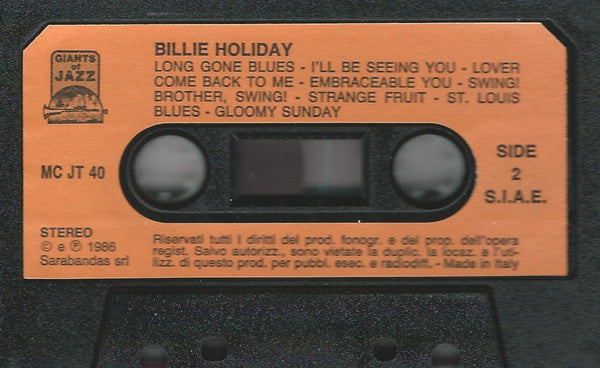 GIANTS
of
JAZZ
BILLIE HOLIDAY
LONG GONE BLUES - I'LL BE SEEING YOU - LOVER
COME BACK TO ME - EMBRACEABLE YOU - SWING!
BROTHER, SWING! - STRANGE FRUIT - ST. LOUIS
BLUES - GLOOMY SUNDAY
MC JT 40
SIDE
2
S.I.A.E.
STEREO
© e ℗ 1986
Sarabandas srl
Riservati tutti i diritti del prod. fonogr. e del prop. dell'opera
regist. Salvo autorizz., sono vietate la duplic. la locaz. e l'uti-
lizz. di questo prod. per pubbl. esec. e radiodiff. - Made in Italy